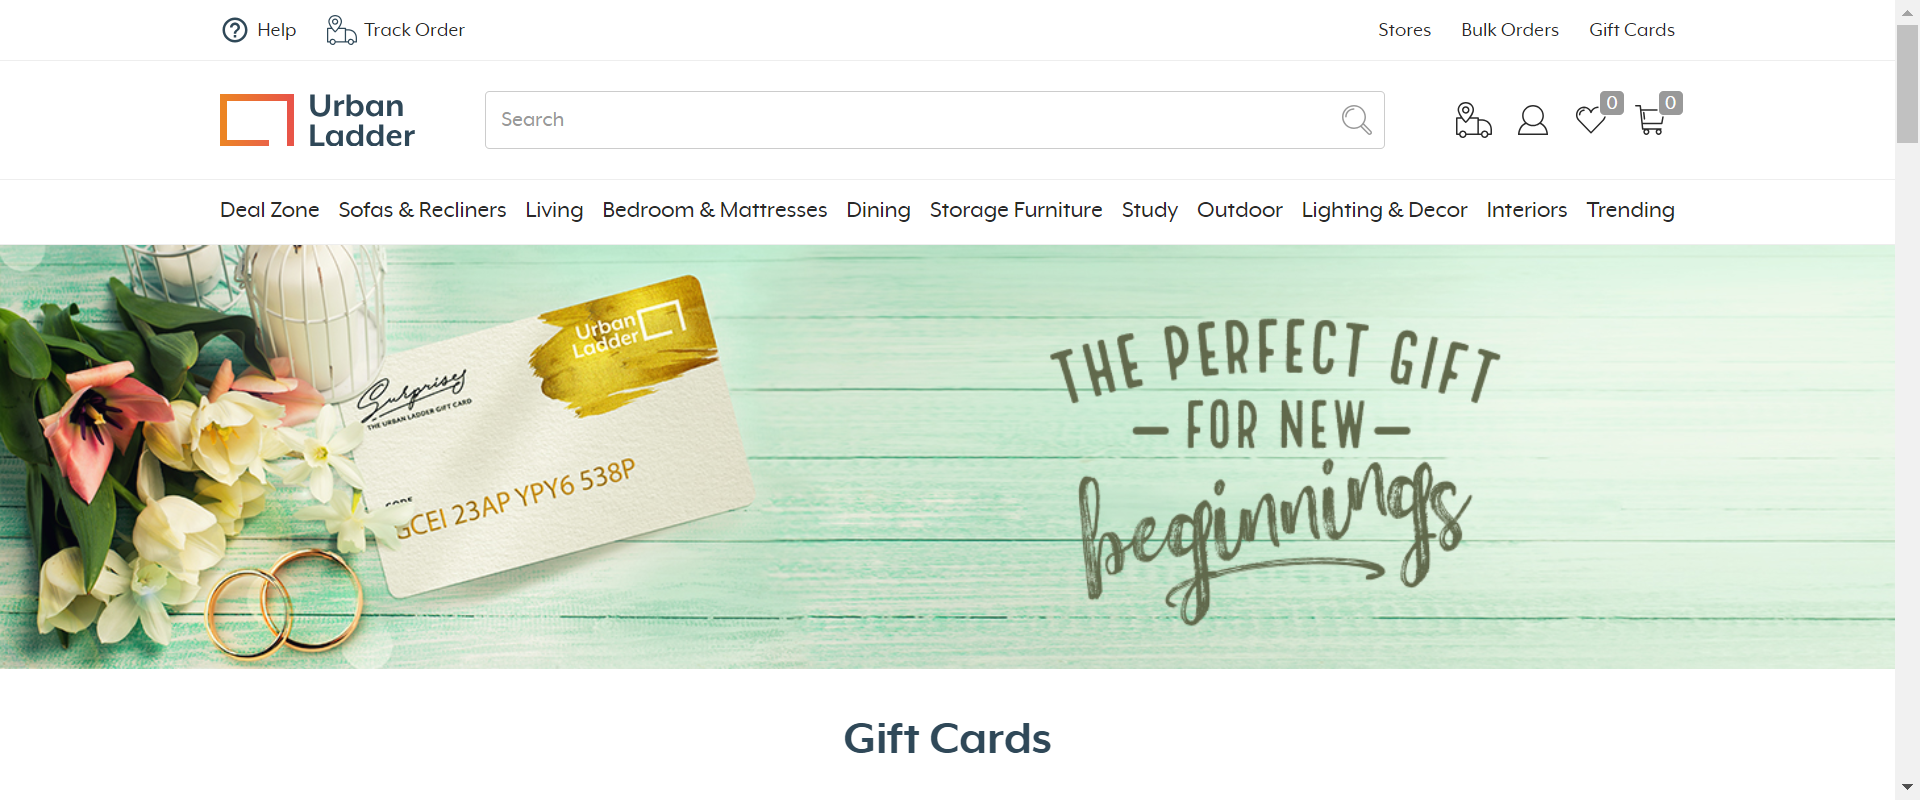 Help Track Order Stores Bulk Orders Gift Cards
Urban
Ladder
Search
0 0
Deal Zone Sofas & Recliners Living Bedroom & Mattresses Dining Storage Furniture Study Outdoor Lighting & Decor Interiors Trending
Urban
Ladder
Surprises
THE URBAN LADDER GIFT CARD
CODE
GCEI 23AP YPY6 538P
THE PERFECT GIFT
— FOR NEW —
beginnings
Gift Cards